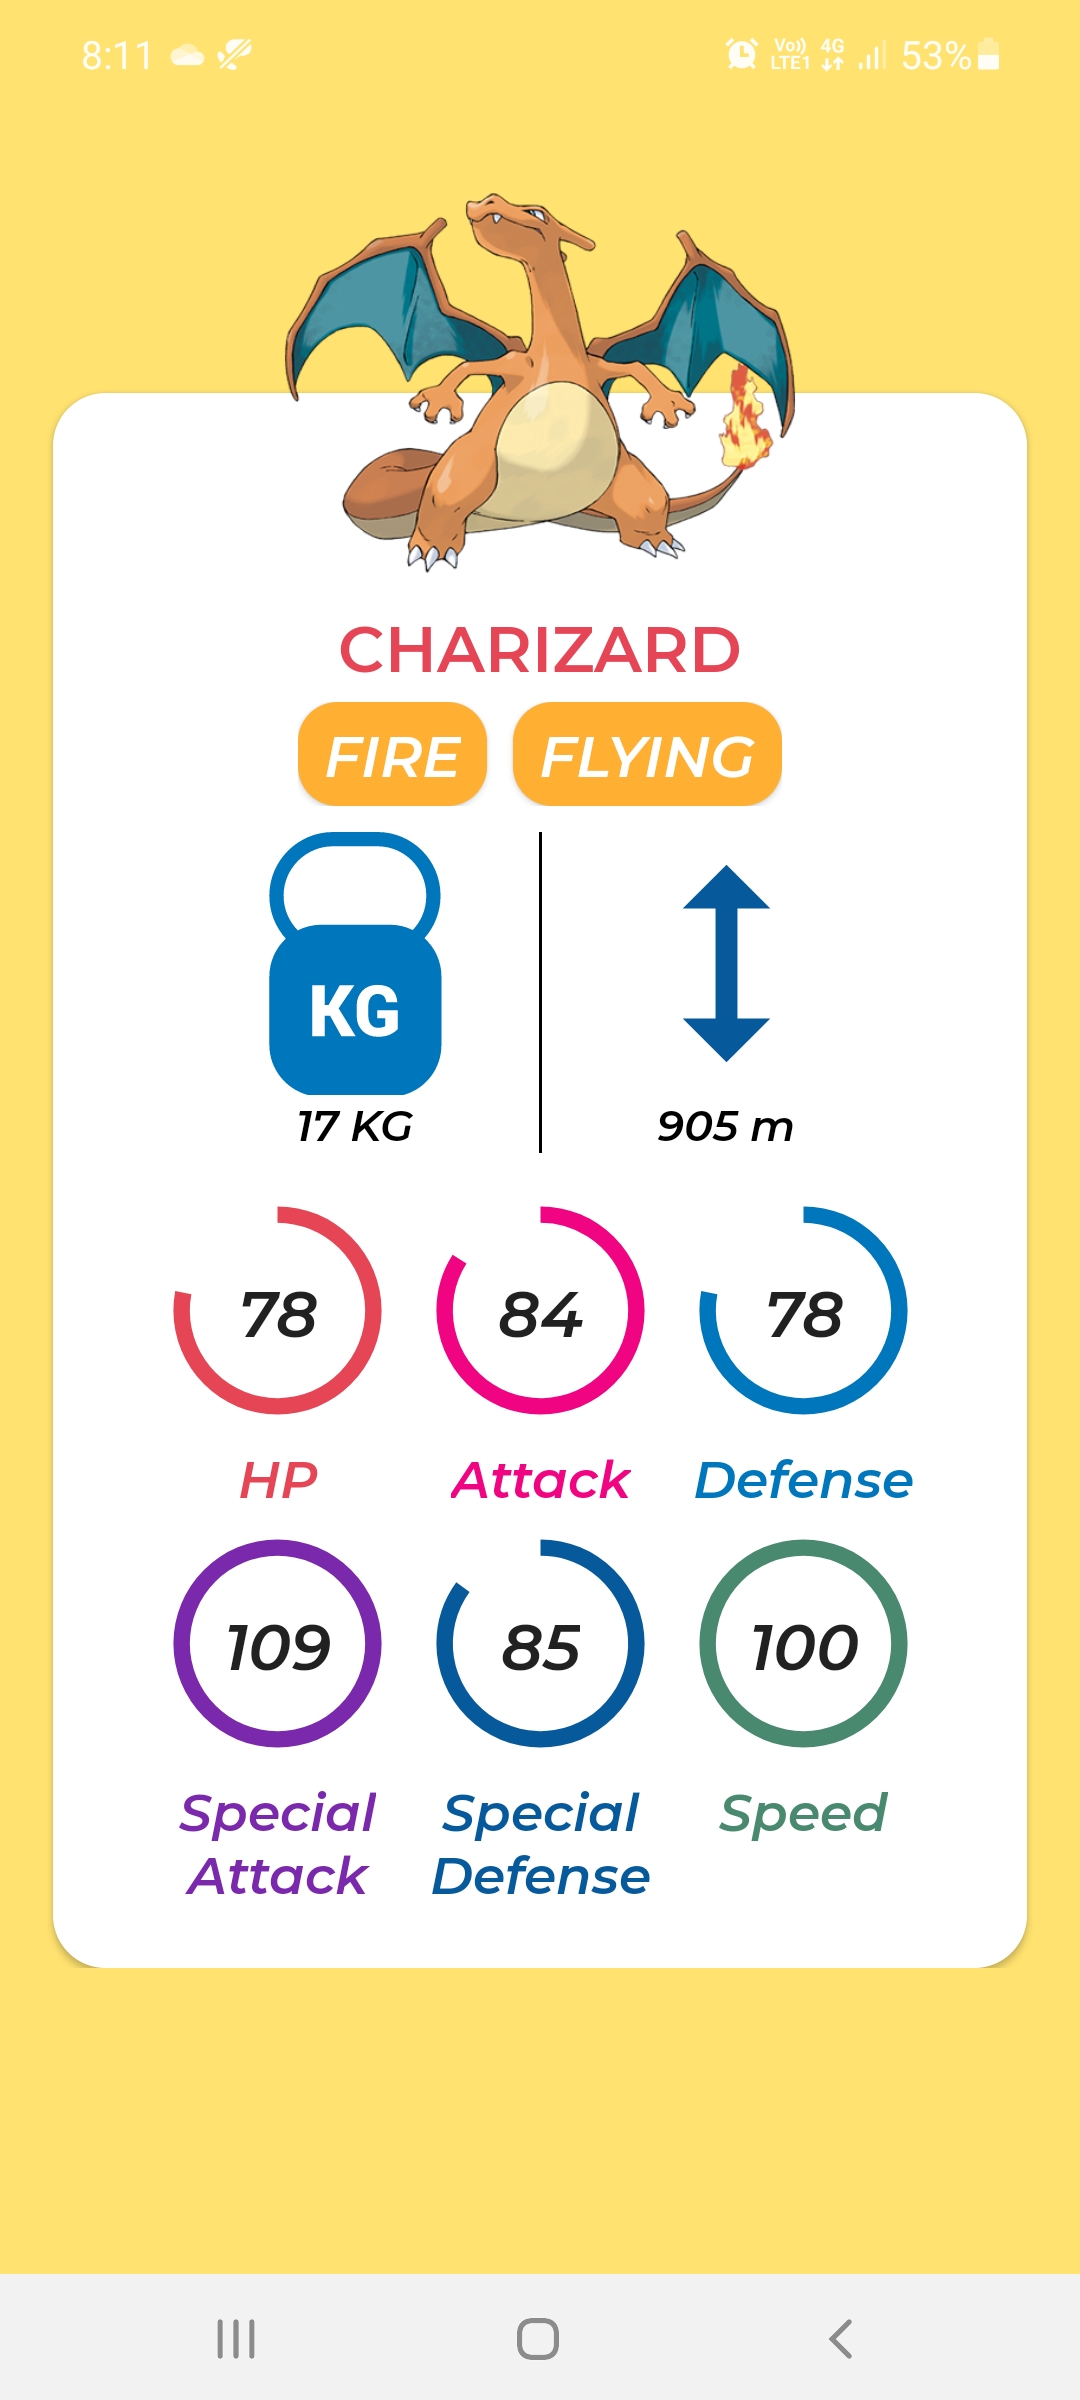 8:11 Vo)) LTE1 4G 53%
CHARIZARD
FIRE FLYING
KG
17 KG 905 m
78 84 78
HP Attack Defense
109 85 100
Special Special Speed
Attack Defense